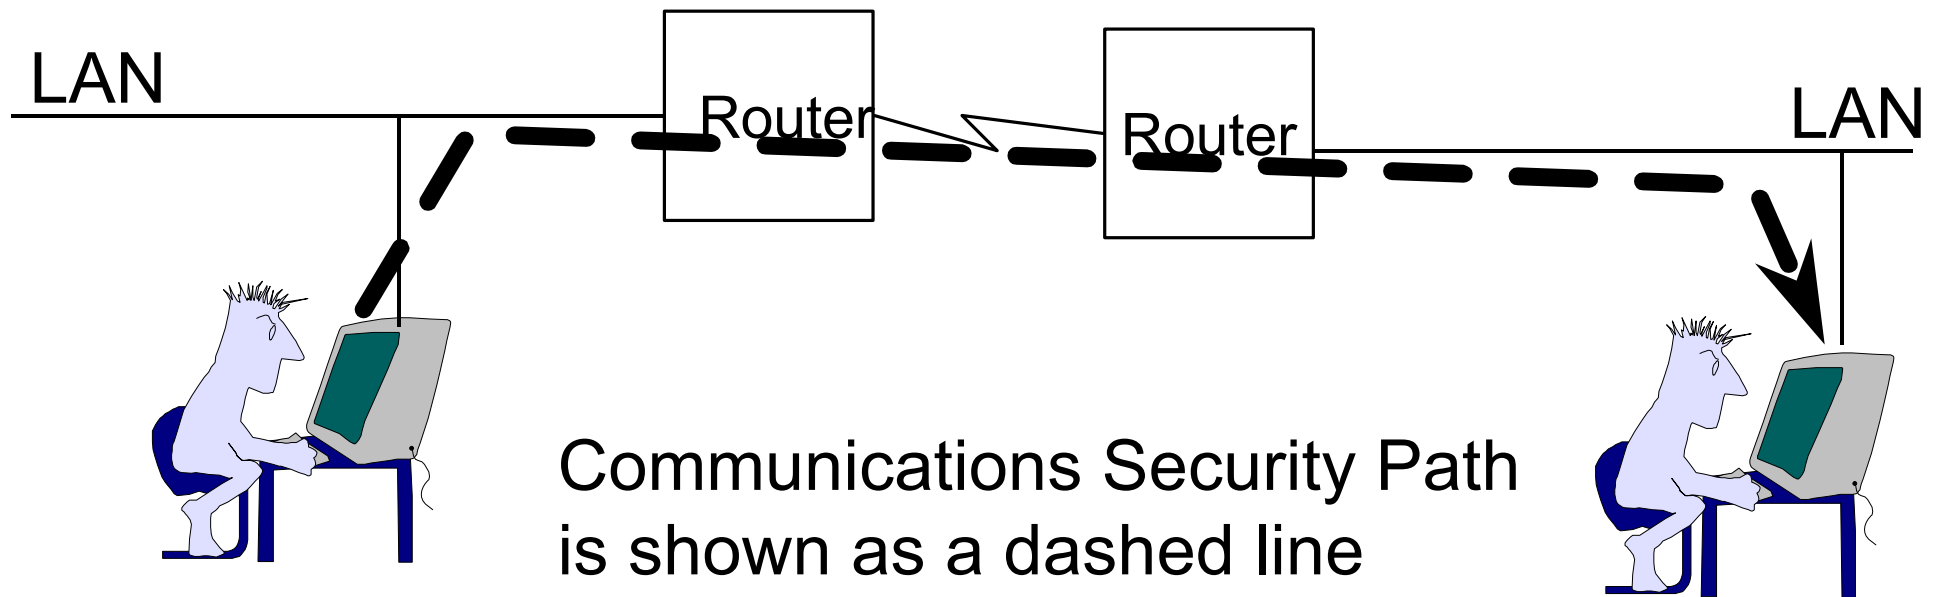 LAN
Router
Router
LAN
Communications Security Path
is shown as a dashed line